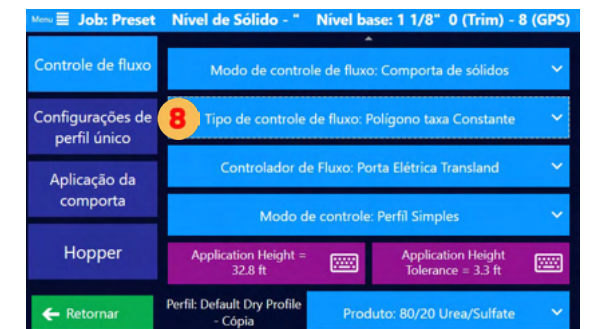 Menu Job: Preset Nível de Sólido - " Nível base: 1 1/8" 0 (Trim) - 8 (GPS)
Controle de fluxo
Modo de controle de fluxo: Comporta de sólidos
Configurações de
perfil único
8 Tipo de controle de fluxo: Polígono taxa Constante
Aplicação da
comporta
Controlador de Fluxo: Porta Elétrica Transland
Modo de controle: Perfil Simples
Hopper
Application Height =
32.8 ft
Application Height
Tolerance = 3.3 ft
Retornar
Perfil: Default Dry Profile
- Cópia
Produto: 80/20 Urea/Sulfate